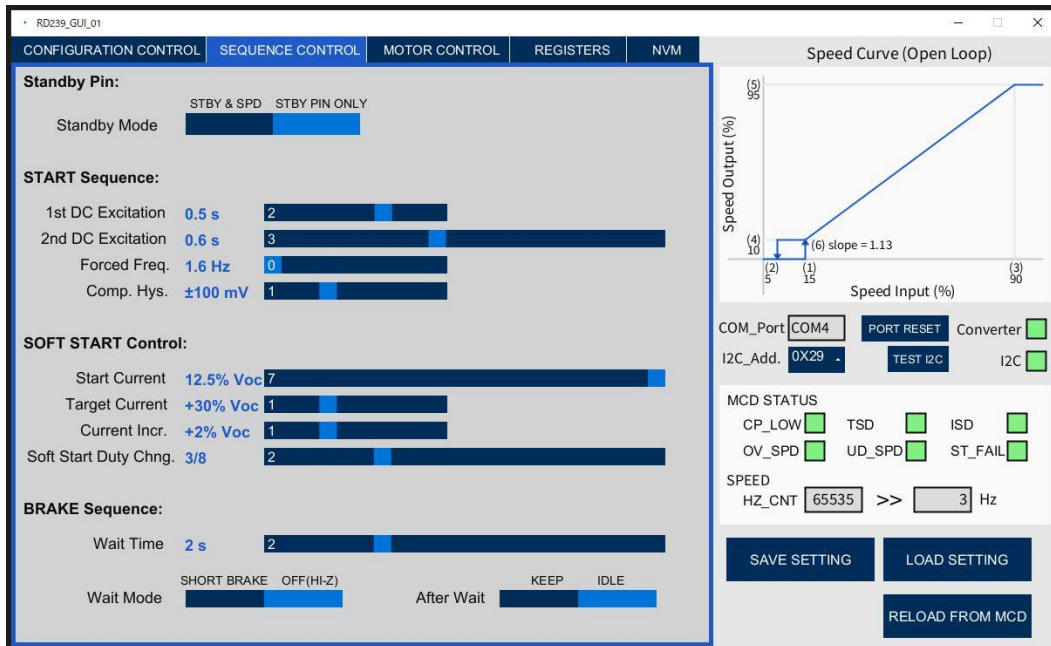 RD239_GUI_01
CONFIGURATION CONTROL SEQUENCE CONTROL MOTOR CONTROL REGISTERS NVM
Standby Pin:
STBY & SPD STBY PIN ONLY
Standby Mode
START Sequence:
1st DC Excitation 0.5 s 2
2nd DC Excitation 0.6 s 3
Forced Freq. 1.6 Hz 0
Comp. Hys. ±100 mV 1
SOFT START Control:
Start Current 12.5% Voc 7
Target Current +30% Voc 1
Current Incr. +2% Voc 1
Soft Start Duty Chng. 3/8 2
BRAKE Sequence:
Wait Time 2 s 2
SHORT BRAKE OFF(HI-Z) KEEP IDLE
Wait Mode After Wait
Speed Curve (Open Loop)
(5)
95
Speed Output (%)
(4)
10
(6) slope = 1.13
(2) (1) (3)
5 15 90
Speed Input (%)
COM_Port COM4 PORT RESET Converter
I2C_Add. 0X29 TEST I2C I2C
MCD STATUS
CP_LOW TSD ISD
OV_SPD UD_SPD ST_FAIL
SPEED
HZ_CNT 65535 >> 3 Hz
SAVE SETTING LOAD SETTING
RELOAD FROM MCD